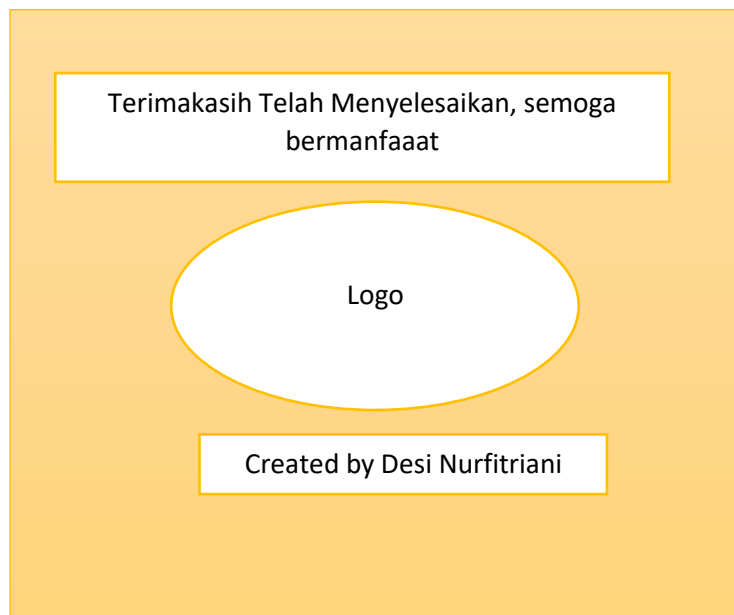 Terimakasih Telah Menyelesaikan, semoga
bermanfaaat
Logo
Created by Desi Nurfitriani